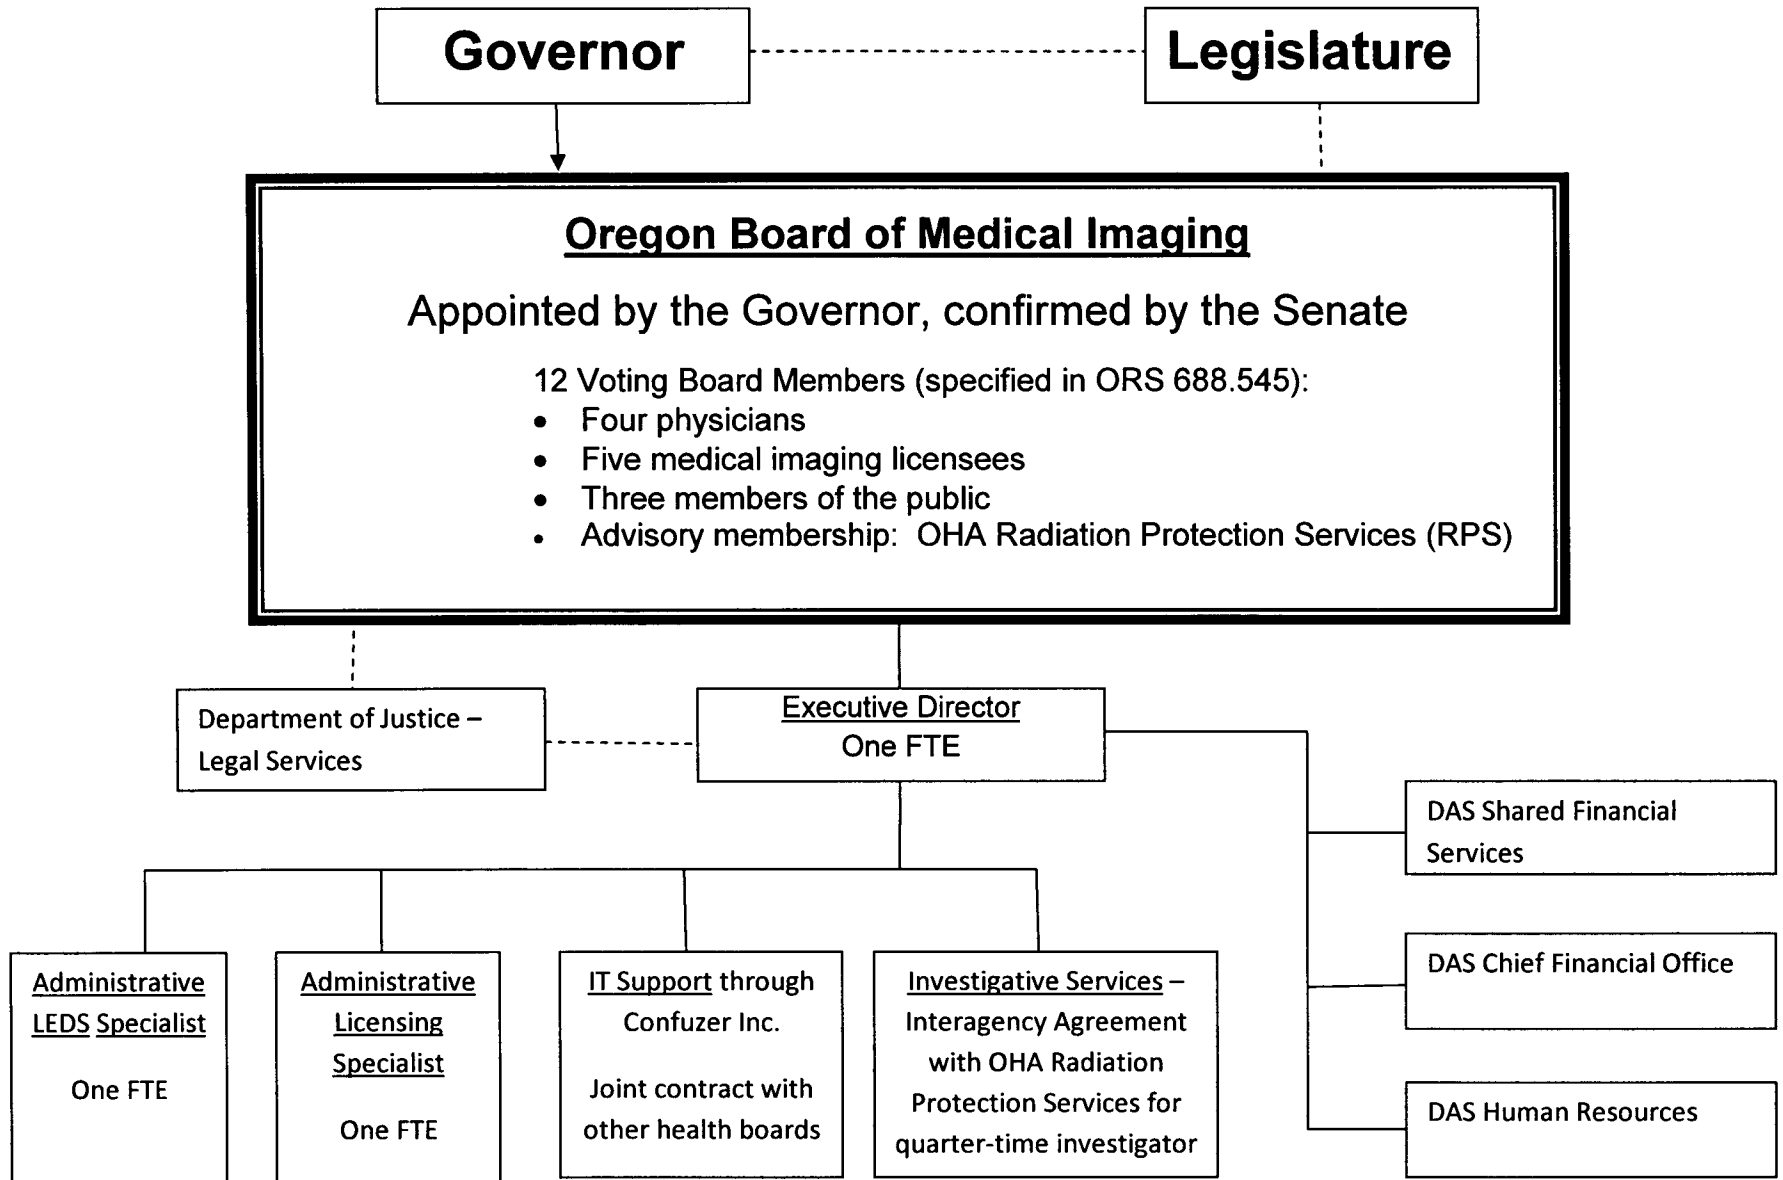 Governor
Legislature
Oregon Board of Medical Imaging
Appointed by the Governor, confirmed by the Senate
12 Voting Board Members (specified in ORS 688.545):
• Four physicians
• Five medical imaging licensees
• Three members of the public
• Advisory membership: OHA Radiation Protection Services (RPS)
Department of Justice –
Legal Services
Executive Director
One FTE
DAS Shared Financial
Services
DAS Chief Financial Office
DAS Human Resources
Administrative
LEDS Specialist
One FTE
Administrative
Licensing
Specialist
One FTE
IT Support through
Confuzer Inc.
Joint contract with
other health boards
Investigative Services –
Interagency Agreement
with OHA Radiation
Protection Services for
quarter-time investigator